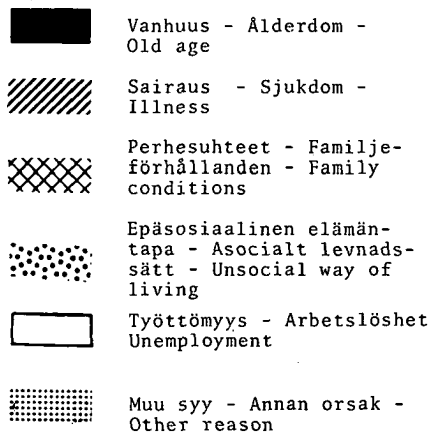 Vanhuus - Ålderdom -
Old age
Sairaus - Sjukdom -
Illness
Perhesuhteet - Familje-
förhållanden - Family
conditions
Epäsosiaalinen elämän-
tapa - Asocialt levnads-
sätt - Unsocial way of
living
Työttömyys - Arbetslöshet
Unemployment
Muu syy - Annan orsak -
Other reason